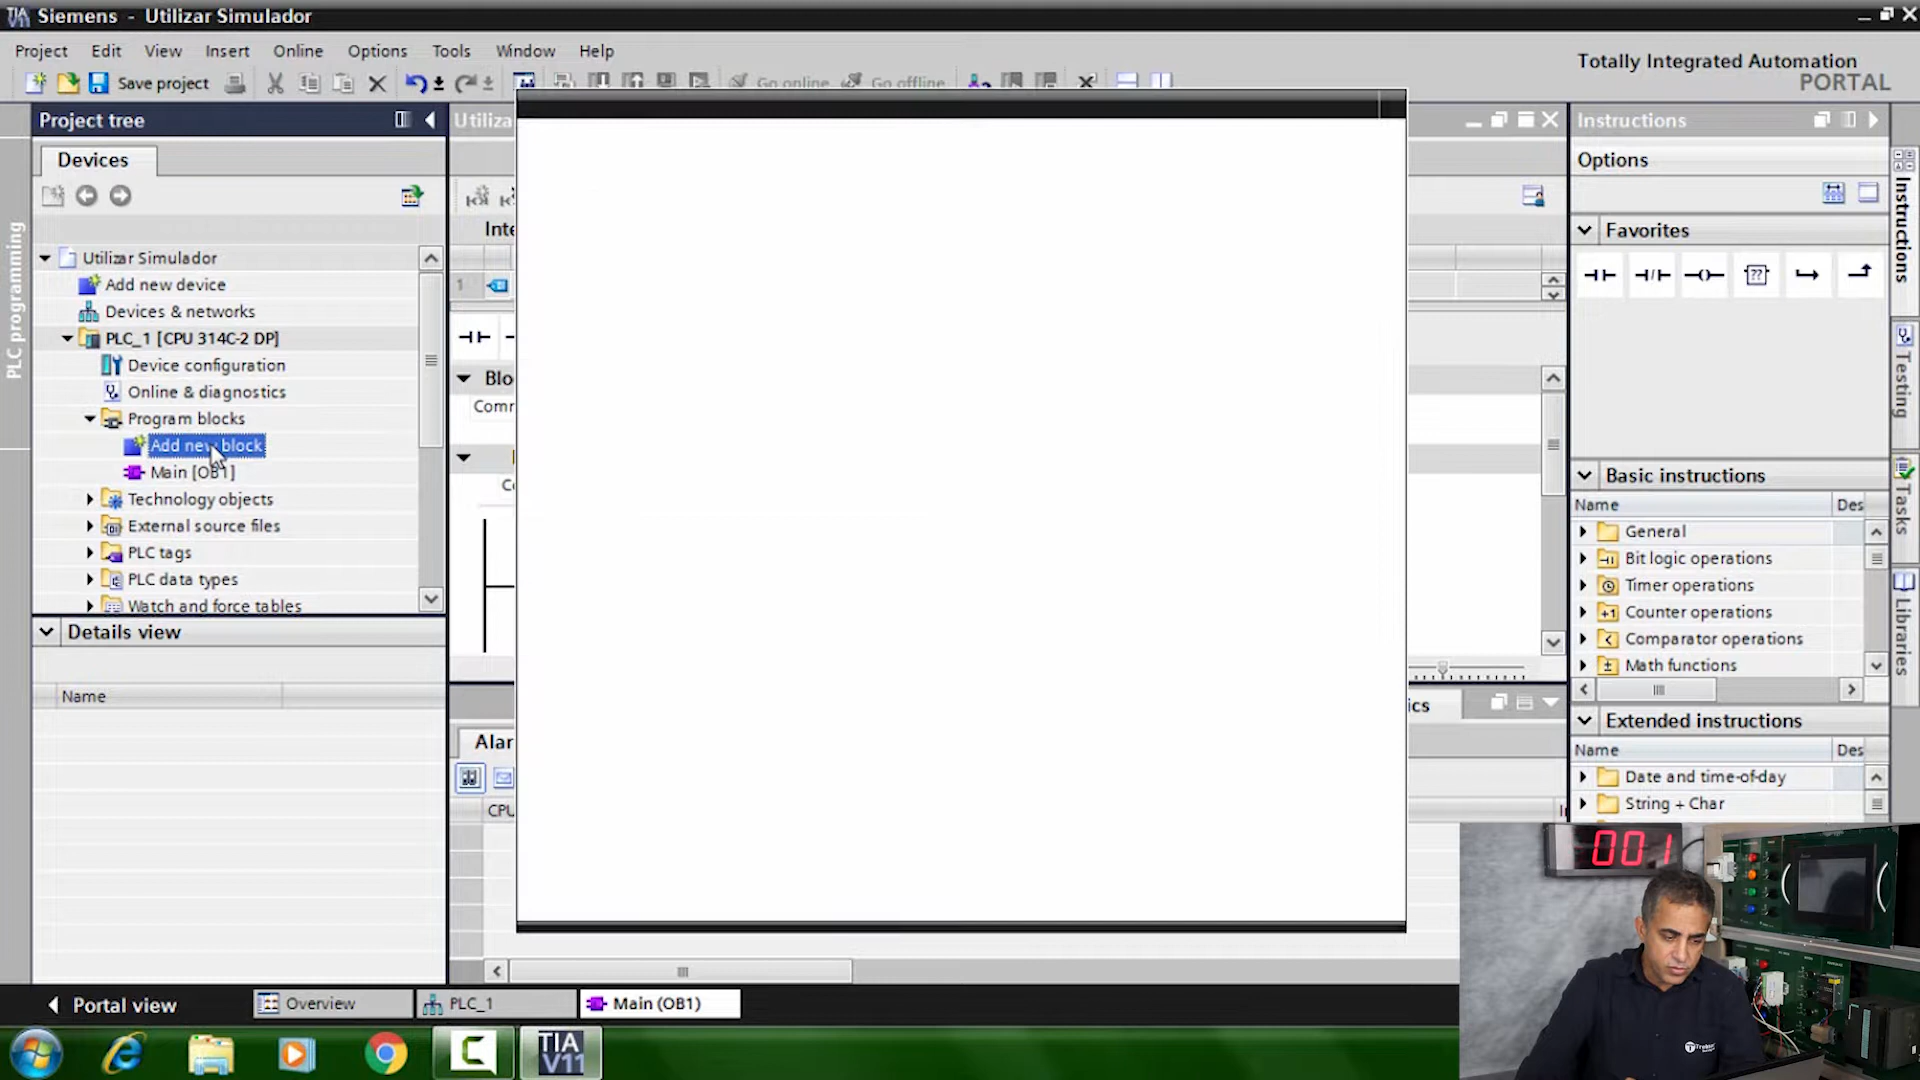 Siemens - Utilizar Simulador
Project Edit View Insert Online Options Tools Window Help
Totally Integrated Automation
PORTAL
Save project
Go online
Go offline
Project tree
Utiliza
Instructions
Devices
Options
PLC programming
Inte
Favorites
Utilizar Simulador
Add new device
1
Devices & networks
PLC_1 [CPU 314C-2 DP]
Device configuration
Bloc
Online & diagnostics
Comr
Program blocks
Add new block
Main [OB1]
Technology objects
External source files
PLC tags
PLC data types
Watch and force tables
Basic instructions
Name Des
General
Bit logic operations
Timer operations
Counter operations
Comparator operations
Math functions
Extended instructions
Name Des
Date and time-of-day
String + Char
Instructions
Testing
Tasks
Libraries
Details view
Name
ics
Alar
CPU
001
Portal view
Overview
PLC_1
Main (OB1)
TIA
V11